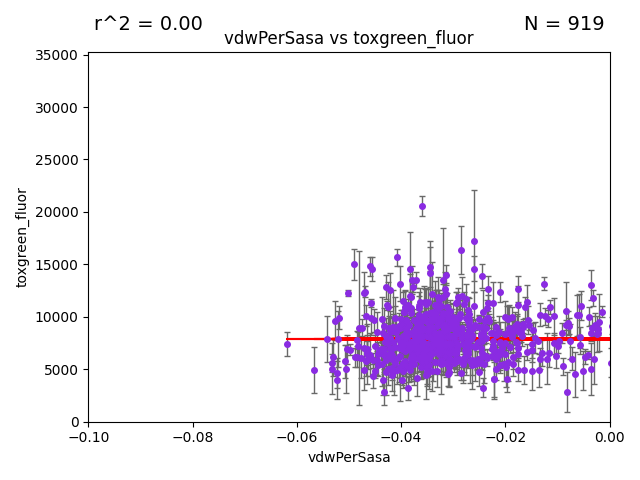 r^2 = 0.00
N = 919
vdwPerSasa vs toxgreen_fluor
35000
30000
25000
20000
15000
10000
5000
0
toxgreen_fluor
−0.10
−0.08
−0.06
−0.04
−0.02
0.00
vdwPerSasa